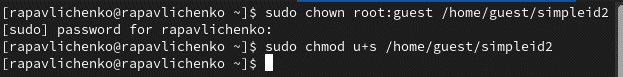 [rapavlichenko@rapavlichenko ~]$ sudo chown root:guest /home/guest/simpleid2
[sudo] password for rapavlichenko:
[rapavlichenko@rapavlichenko ~]$ sudo chmod u+s /home/guest/simpleid2
[rapavlichenko@rapavlichenko ~]$